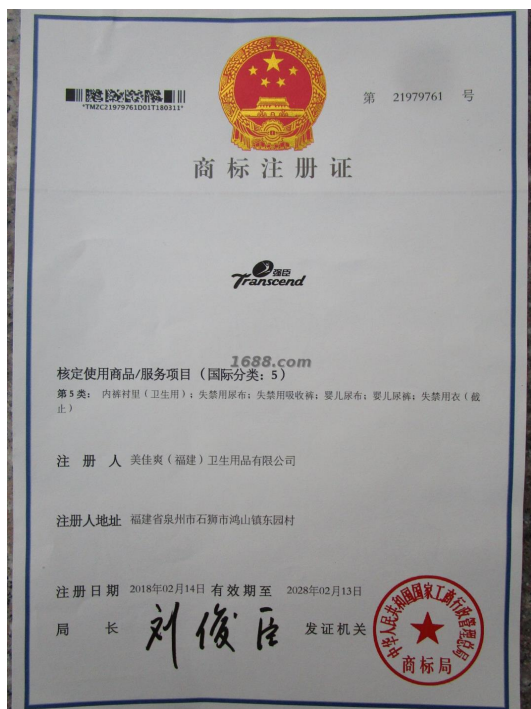 第 21979761 号
*TMZC21979761D01T180311*
商标注册证
强臣
Transcend
1688.com
核定使用商品/服务项目（国际分类：5）
第5类：内裤衬里（卫生用）；失禁用尿布；失禁用吸收裤；婴儿尿布；婴儿尿裤；失禁用衣（截
止）
注册人 美佳爽（福建）卫生用品有限公司
注册人地址 福建省泉州市石狮市鸿山镇东园村
注册日期 2018年02月14日 有效期至 2028年02月13日
局长 刘俊臣 发证机关
中华人民共和国国家工商行政管理总局
商标局